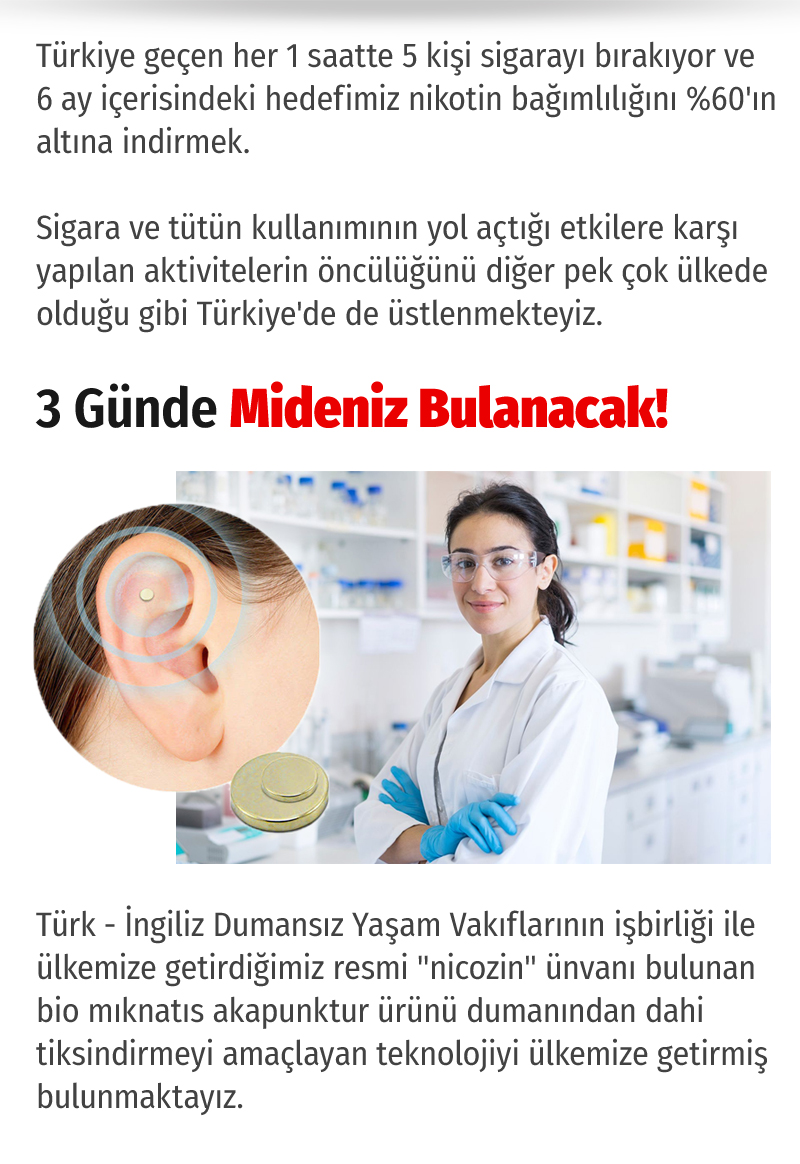 Türkiye geçen her 1 saatte 5 kişi sigarayı bırakıyor ve
6 ay içerisindeki hedefimiz nikotin bağımlılığını %60'ın
altına indirmek.
Sigara ve tütün kullanımının yol açtığı etkilere karşı
yapılan aktivitelerin öncülüğünü diğer pek çok ülkede
olduğu gibi Türkiye'de de üstlenmekteyiz.
3 Günde Mideniz Bulanacak!
Türk - İngiliz Dumansız Yaşam Vakıflarının işbirliği ile
ülkemize getirdiğimiz resmi "nicozin" ünvanı bulunan
bio mıknatıs akapunktur ürünü dumanından dahi
tiksindirmeyi amaçlayan teknolojiyi ülkemize getirmiş
bulunmaktayız.